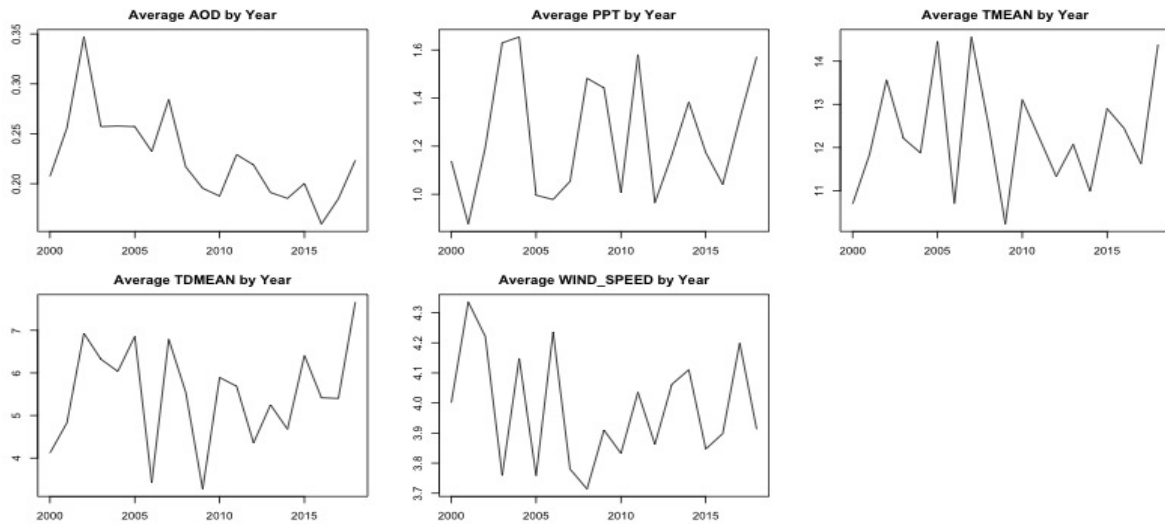 Average AOD by Year
0.35
0.30
0.25
0.20
2000 2005 2010 2015
Average PPT by Year
1.6
1.4
1.2
1.0
2000 2005 2010 2015
Average TMEAN by Year
14
13
12
11
2000 2005 2010 2015
Average TDMEAN by Year
7
6
5
4
2000 2005 2010 2015
Average WIND_SPEED by Year
4.3
4.2
4.1
4.0
3.9
3.8
3.7
2000 2005 2010 2015